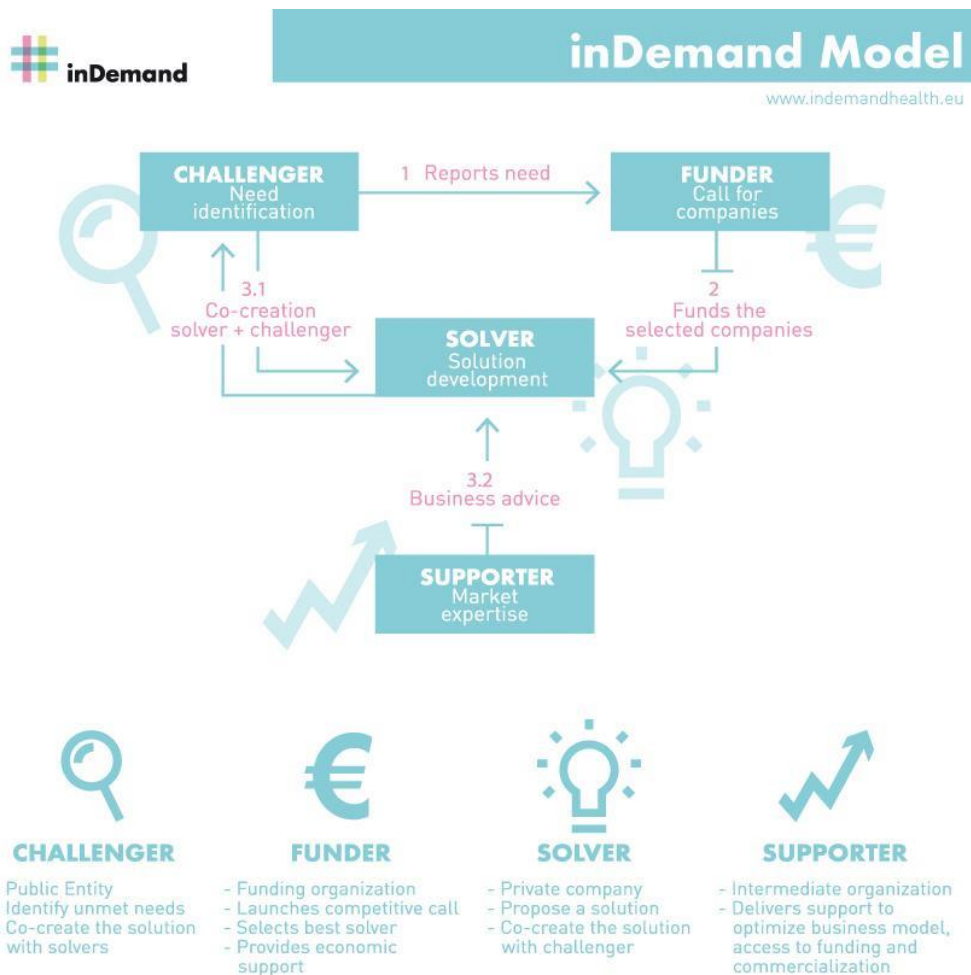 inDemand
inDemand Model
www.indemandhealth.eu
CHALLENGER
Need
identification
1 Reports need
FUNDER
Call for
companies
3.1
Co-creation
solver + challenger
2
Funds the
selected companies
SOLVER
Solution
development
3.2
Business advice
SUPPORTER
Market
expertise
CHALLENGER
Public Entity
Identify unmet needs
Co-create the solution
with solvers
FUNDER
- Funding organization
- Launches competitive call
- Selects best solver
- Provides economic
support
SOLVER
- Private company
- Propose a solution
- Co-create the solution
with challenger
SUPPORTER
- Intermediate organization
- Delivers support to
optimize business model,
access to funding and
commercialization